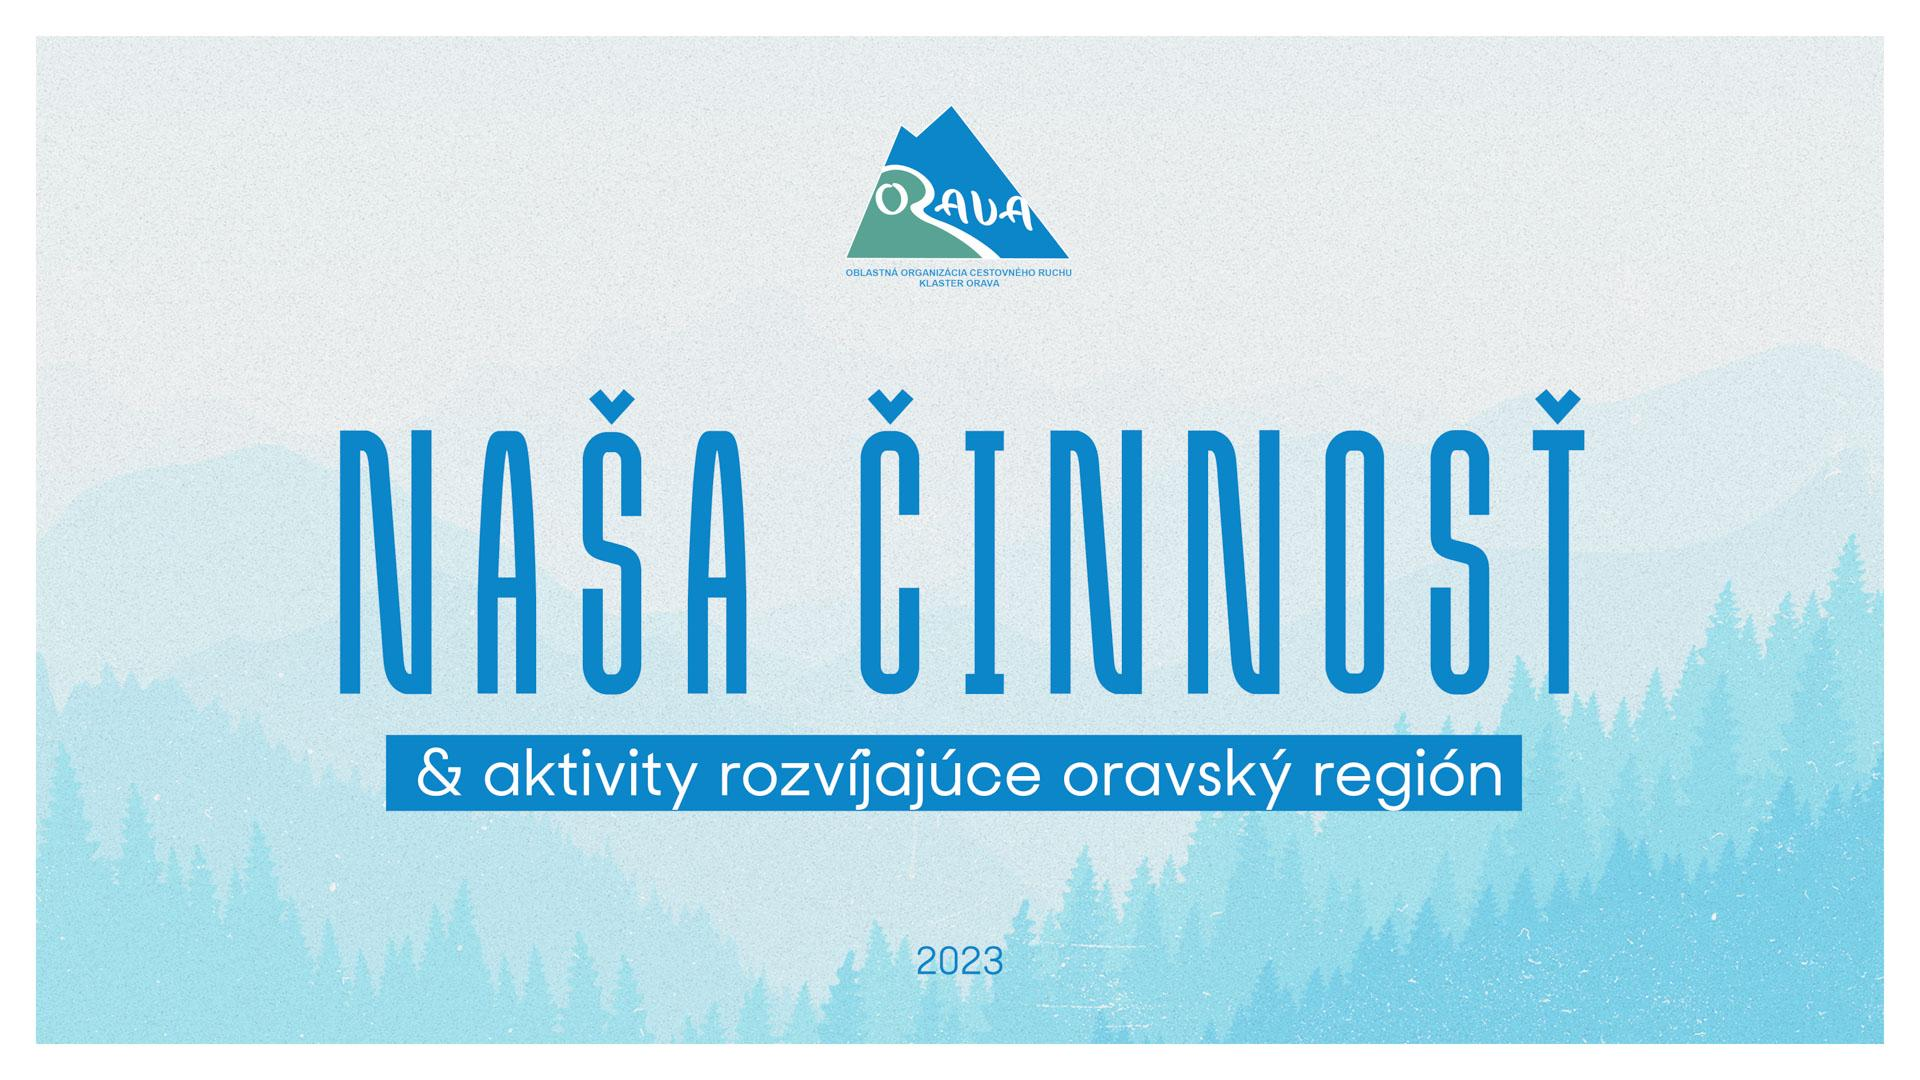 ORAVA
OBLASTNÁ ORGANIZÁCIA CESTOVNÉHO RUCHU
KLASTER ORAVA
NAŠA ČINNOSŤ
& aktivity rozvíjajúce oravský región
2023